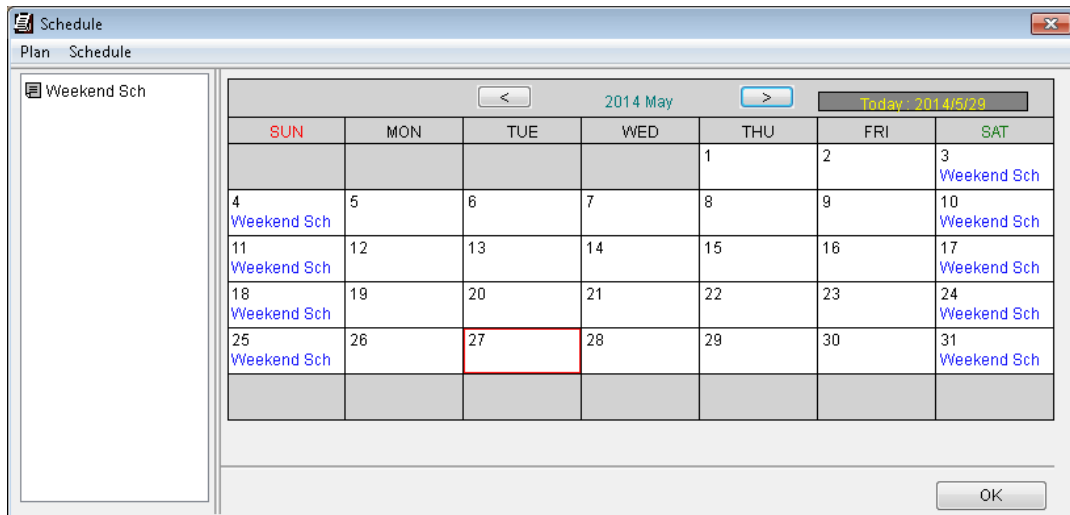 Schedule
Plan Schedule
Weekend Sch
< 2014 May > Today : 2014/5/29
SUN MON TUE WED THU FRI SAT
1 2 3
Weekend Sch
4 5 6 7 8 9 10
Weekend Sch Weekend Sch
11 12 13 14 15 16 17
Weekend Sch Weekend Sch
18 19 20 21 22 23 24
Weekend Sch Weekend Sch
25 26 27 28 29 30 31
Weekend Sch Weekend Sch
OK